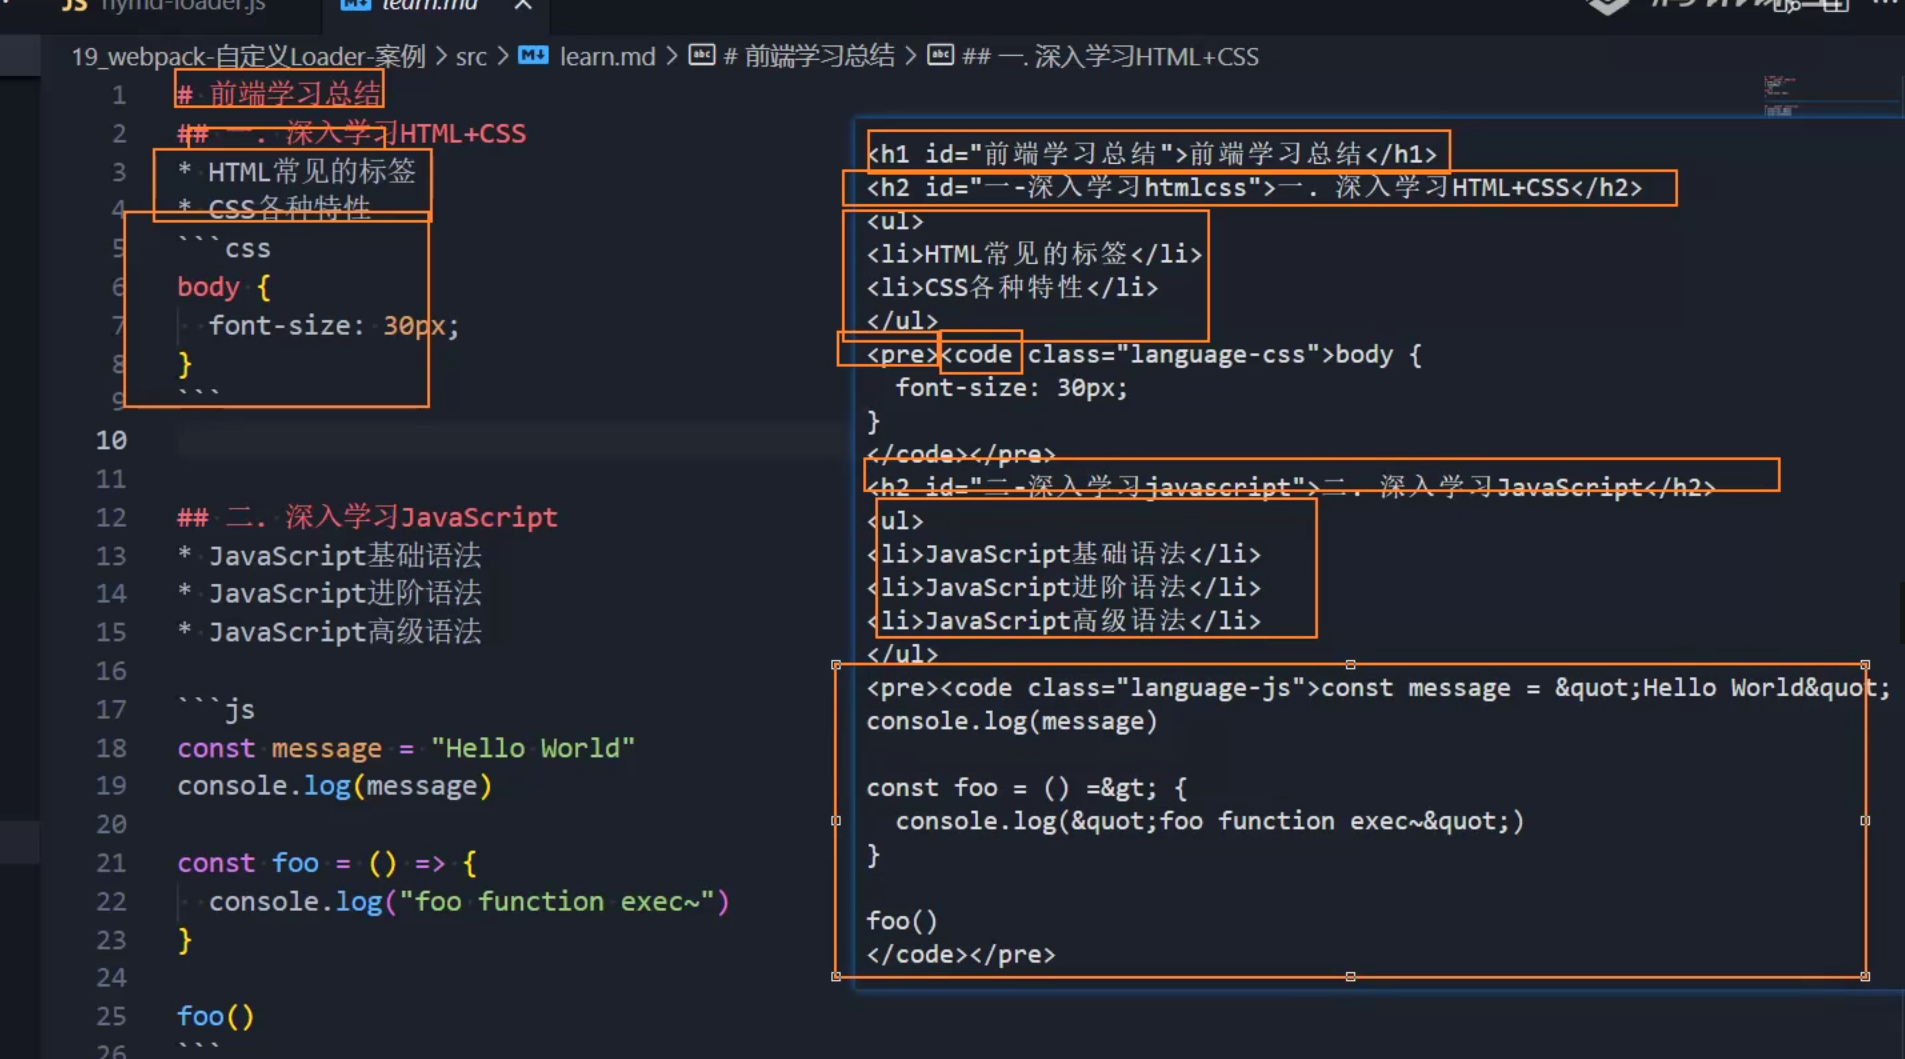 JS hymd-loader.js
learn.md
19_webpack-自定义Loader-案例 > src > learn.md > # 前端学习总结 > ## 一. 深入学习HTML+CSS
1 # 前端学习总结
2 ## 一. 深入学习HTML+CSS
3 * HTML常见的标签
4 * CSS各种特性
5 ```css
6 body {
7 font-size: 30px;
8 }
9 ```
10
11
12 ## 二. 深入学习JavaScript
13 * JavaScript基础语法
14 * JavaScript进阶语法
15 * JavaScript高级语法
16
17 ```js
18 const message = "Hello World"
19 console.log(message)
20
21 const foo = () => {
22 console.log("foo function exec~")
23 }
24
25 foo()
26 ```
<h1 id="前端学习总结">前端学习总结</h1>
<h2 id="一-深入学习htmlcss">一. 深入学习HTML+CSS</h2>
<ul>
<li>HTML常见的标签</li>
<li>CSS各种特性</li>
</ul>
<pre><code class="language-css">body {
font-size: 30px;
}
</code></pre>
<h2 id="二-深入学习javascript">二. 深入学习JavaScript</h2>
<ul>
<li>JavaScript基础语法</li>
<li>JavaScript进阶语法</li>
<li>JavaScript高级语法</li>
</ul>
<pre><code class="language-js">const message = &quot;Hello World&quot;
console.log(message)

const foo = () =&gt; {
console.log(&quot;foo function exec~&quot;)
}

foo()
</code></pre>